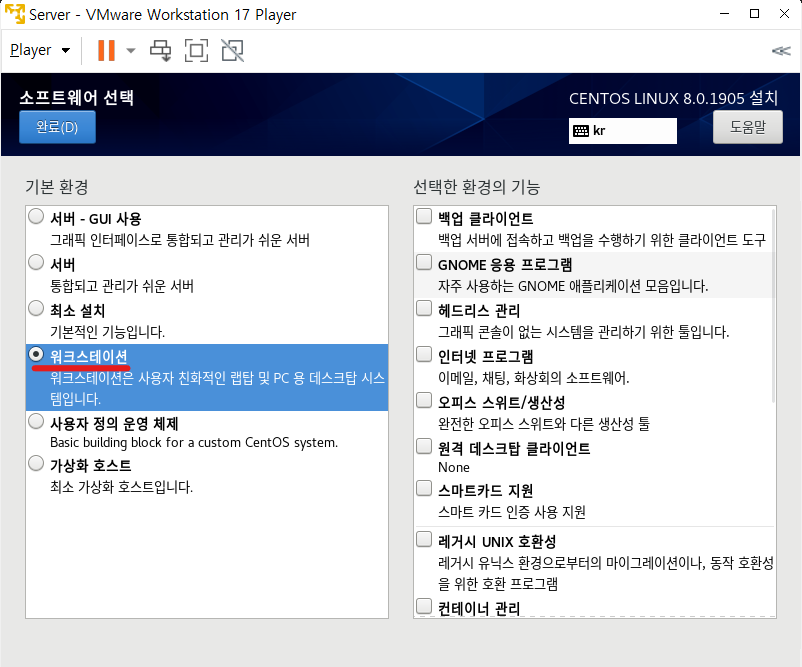 Server - VMware Workstation 17 Player
Player
소프트웨어 선택
CENTOS LINUX 8.0.1905 설치
완료(D)
kr
도움말
기본 환경
서버 - GUI 사용
그래픽 인터페이스로 통합되고 관리가 쉬운 서버
서버
통합되고 관리가 쉬운 서버
최소 설치
기본적인 기능입니다.
워크스테이션
워크스테이션은 사용자 친화적인 랩탑 및 PC 용 데스크탑 시스
템입니다.
사용자 정의 운영 체제
Basic building block for a custom CentOS system.
가상화 호스트
최소 가상화 호스트입니다.
선택한 환경의 기능
백업 클라이언트
백업 서버에 접속하고 백업을 수행하기 위한 클라이언트 도구
GNOME 응용 프로그램
자주 사용하는 GNOME 애플리케이션 모음입니다.
헤드리스 관리
그래픽 콘솔이 없는 시스템을 관리하기 위한 툴입니다.
인터넷 프로그램
이메일, 채팅, 화상회의 소프트웨어.
오피스 스위트/생산성
완전한 오피스 스위트와 다른 생산성 툴
원격 데스크탑 클라이언트
None
스마트카드 지원
스마트 카드 인증 사용 지원
레거시 UNIX 호환성
레거시 유닉스 환경으로부터의 마이그레이션이나, 동작 호환성
을 위한 호환 프로그램
컨테이너 관리